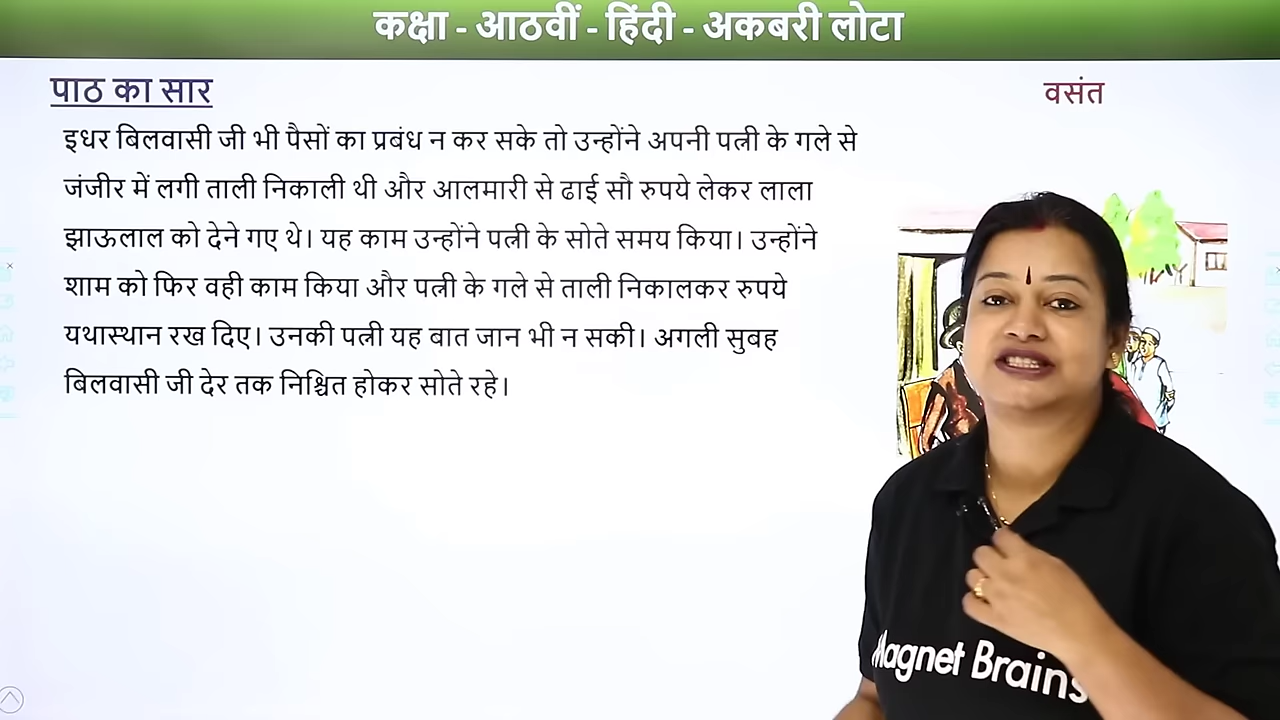 कक्षा - आठवीं - हिंदी - अकबरी लोटा
पाठ का सार
वसंत
इधर बिलवासी जी भी पैसों का प्रबंध न कर सके तो उन्होंने अपनी पत्नी के गले से
जंजीर में लगी ताली निकाली थी और आलमारी से ढाई सौ रुपये लेकर लाला
झाऊलाल को देने गए थे। यह काम उन्होंने पत्नी के सोते समय किया। उन्होंने
शाम को फिर वही काम किया और पत्नी के गले से ताली निकालकर रुपये
यथास्थान रख दिए। उनकी पत्नी यह बात जान भी न सकी। अगली सुबह
बिलवासी जी देर तक निश्चित होकर सोते रहे।
Magnet Brains